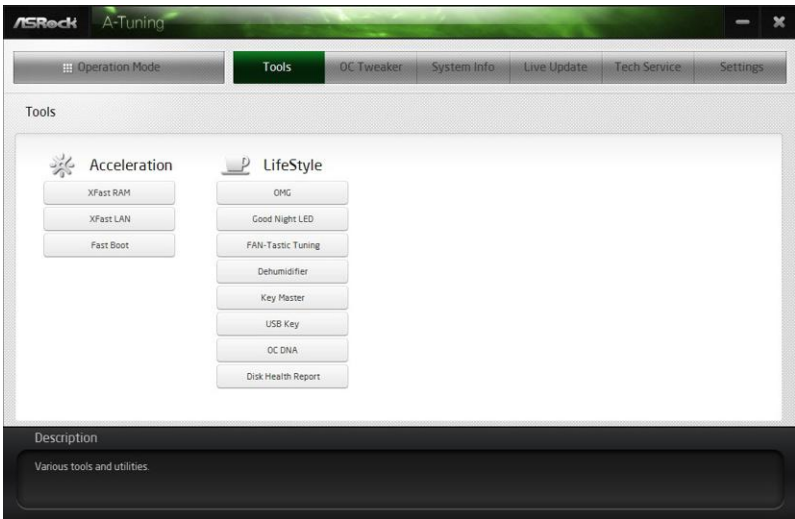 ASRock A-Tuning
Operation Mode Tools OC Tweaker System Info Live Update Tech Service Settings
Tools
Acceleration
XFast RAM
XFast LAN
Fast Boot
LifeStyle
OMG
Good Night LED
FAN-Tastic Tuning
Dehumidifier
Key Master
USB Key
OC DNA
Disk Health Report
Description
Various tools and utilities.